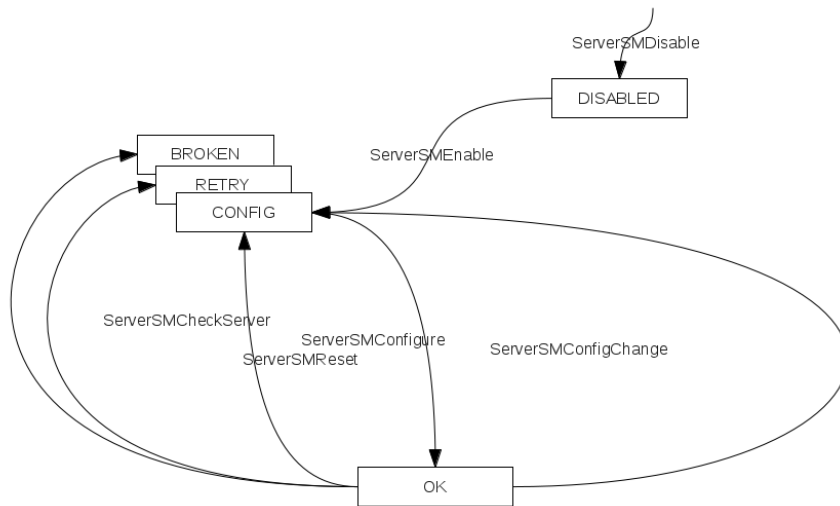 ServerSMDisable
DISABLED
BROKEN
ServerSMEnable
RETRY
CONFIG
ServerSMCheckServer
ServerSMConfigure
ServerSMConfigChange
ServerSMReset
OK